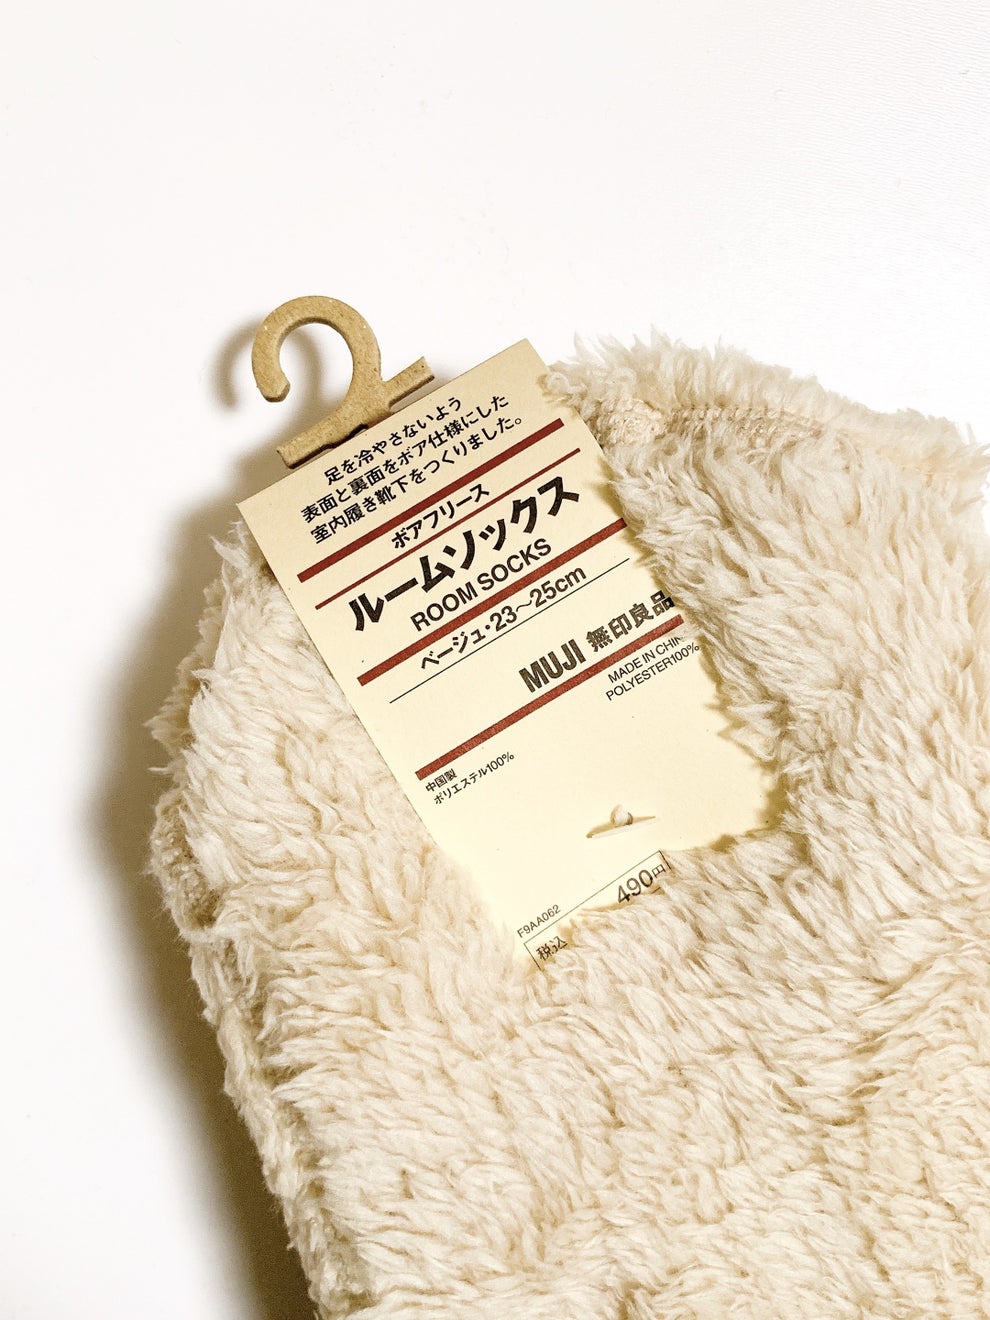 足を冷やさないよう
表面と裏面をボア仕様にした
室内履き靴下をつくりました。
ボアフリース
ルームソックス
ROOM SOCKS
ベージュ・23〜25cm
MUJI 無印良品
MADE IN
POLYESTER100%
中国製
ポリエステル100%
F9AA062
税込 490円